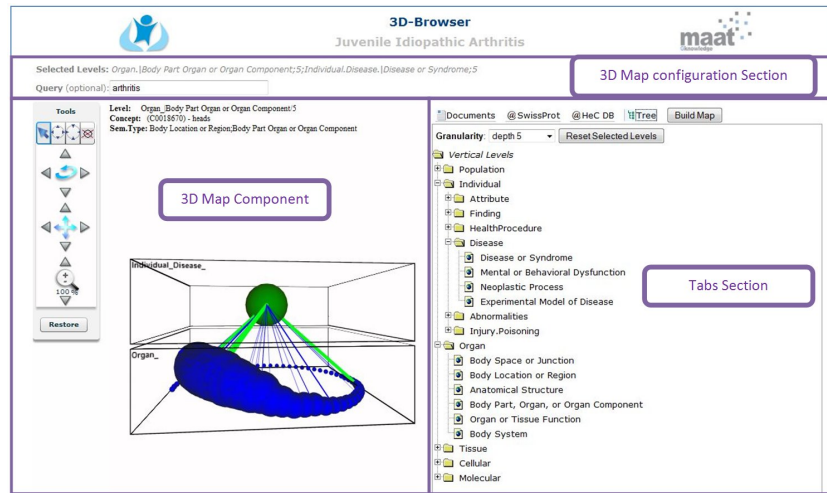 3D-Browser
Juvenile Idiopathic Arthritis
maat
Gknowledge
Selected Levels: Organ.|Body Part Organ or Organ Component;5;Individual.Disease.|Disease or Syndrome;5
Query (optional): arthritis
3D Map configuration Section
Tools
Level: Organ_|Body Part Organ or Organ Component/5
Concept: (C0018670) - heads
Sem.Type: Body Location or Region;Body Part Organ or Organ Component
100 %
Restore
3D Map Component
Individual_Disease_
Organ_
Documents @SwissProt @HeC DB Tree Build Map
Granularity: depth 5 Reset Selected Levels
Vertical Levels
Population
Individual
Attribute
Finding
HealthProcedure
Disease
Disease or Syndrome
Mental or Behavioral Dysfunction
Neoplastic Process
Experimental Model of Disease
Abnormalities
Injury.Poisoning
Organ
Body Space or Junction
Body Location or Region
Anatomical Structure
Body Part, Organ, or Organ Component
Organ or Tissue Function
Body System
Tissue
Cellular
Molecular
Tabs Section